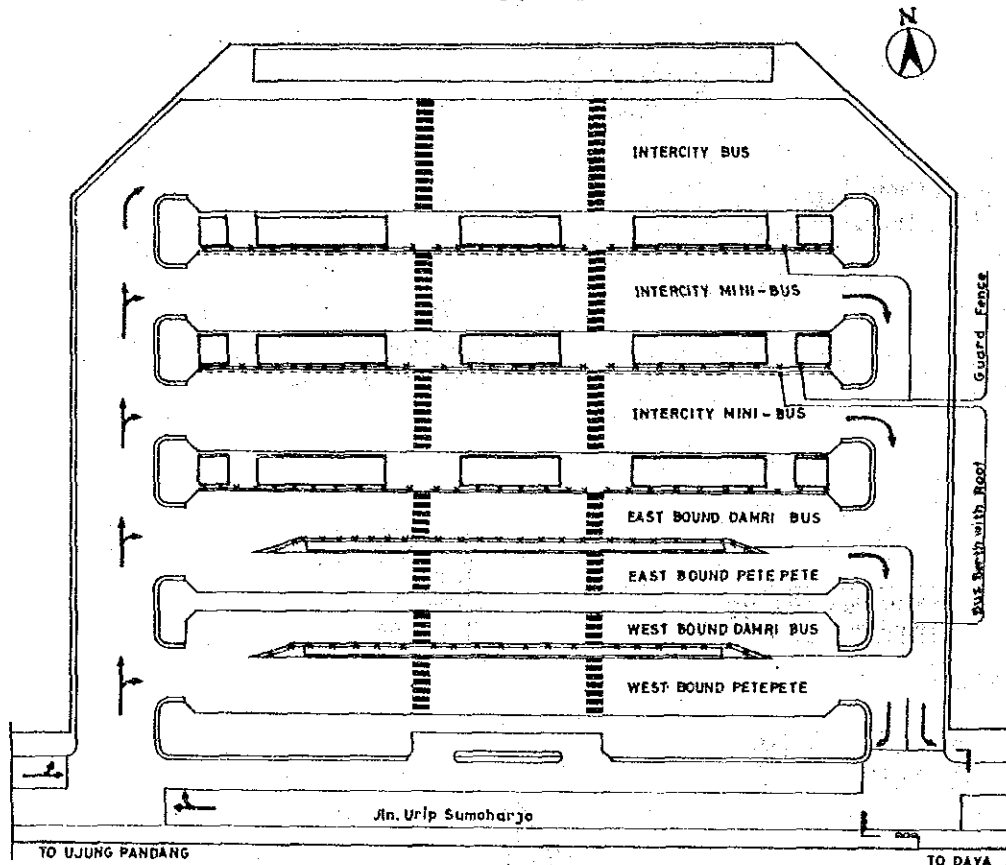 N
INTERCITY BUS
INTERCITY MINI-BUS
Guard Fence
INTERCITY MINI-BUS
Bus Berth with Roof
EAST BOUND DAMRI BUS
EAST BOUND PETE PETE
WEST BOUND DAMRI BUS
WEST BOUND PETEPETE
Jln. Urip Sumoharjo
TO UJUNG PANDANG
TO DAYA